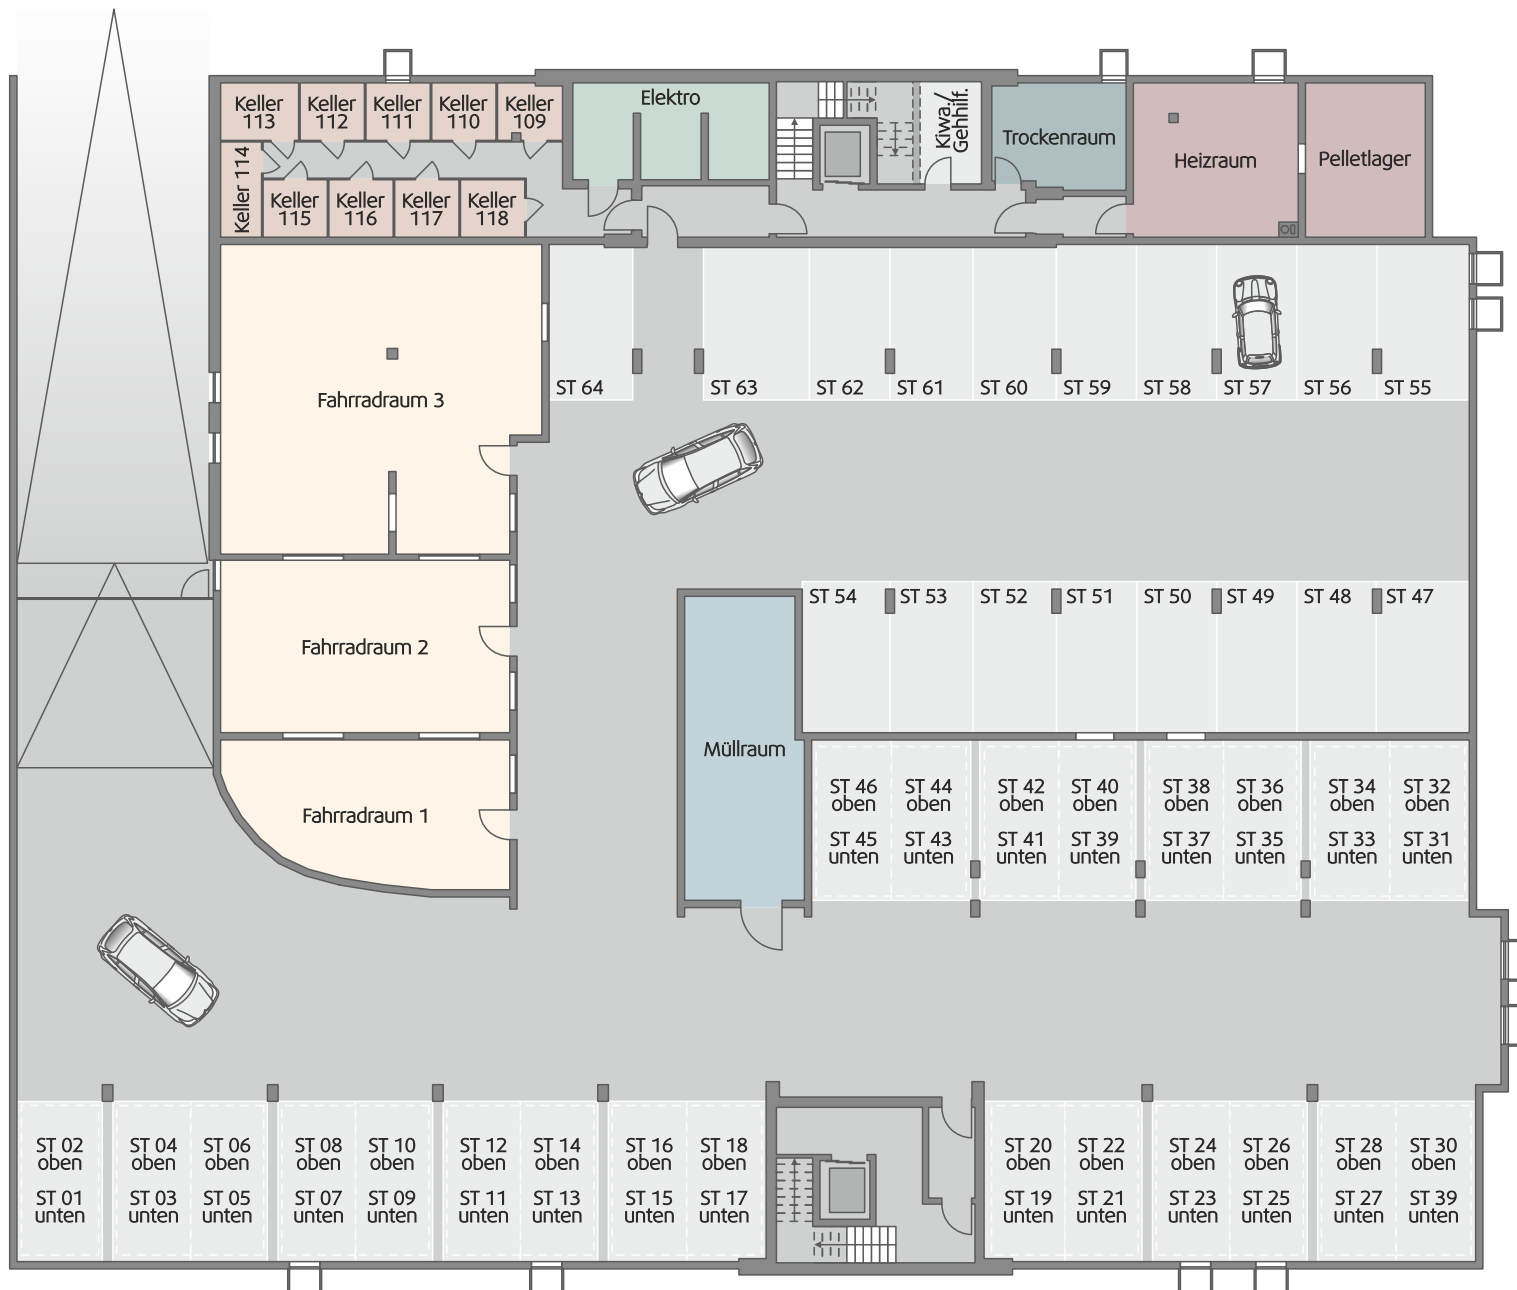 Keller
113
Keller
112
Keller
111
Keller
110
Keller
109
Elektro
Kiwa./
Gehhilf.
Trockenraum
Heizraum
Pelletlager
Keller 114
Keller
115
Keller
116
Keller
117
Keller
118
Fahrradraum 3
ST 64
ST 63
ST 62
ST 61
ST 60
ST 59
ST 58
ST 57
ST 56
ST 55
ST 54
ST 53
ST 52
ST 51
ST 50
ST 49
ST 48
ST 47
Fahrradraum 2
Müllraum
Fahrradraum 1
ST 46
oben
ST 45
unten
ST 44
oben
ST 43
unten
ST 42
oben
ST 41
unten
ST 40
oben
ST 39
unten
ST 38
oben
ST 37
unten
ST 36
oben
ST 35
unten
ST 34
oben
ST 33
unten
ST 32
oben
ST 31
unten
ST 02
oben
ST 01
unten
ST 04
oben
ST 03
unten
ST 06
oben
ST 05
unten
ST 08
oben
ST 07
unten
ST 10
oben
ST 09
unten
ST 12
oben
ST 11
unten
ST 14
oben
ST 13
unten
ST 16
oben
ST 15
unten
ST 18
oben
ST 17
unten
ST 20
oben
ST 19
unten
ST 22
oben
ST 21
unten
ST 24
oben
ST 23
unten
ST 26
oben
ST 25
unten
ST 28
oben
ST 27
unten
ST 30
oben
ST 39
unten